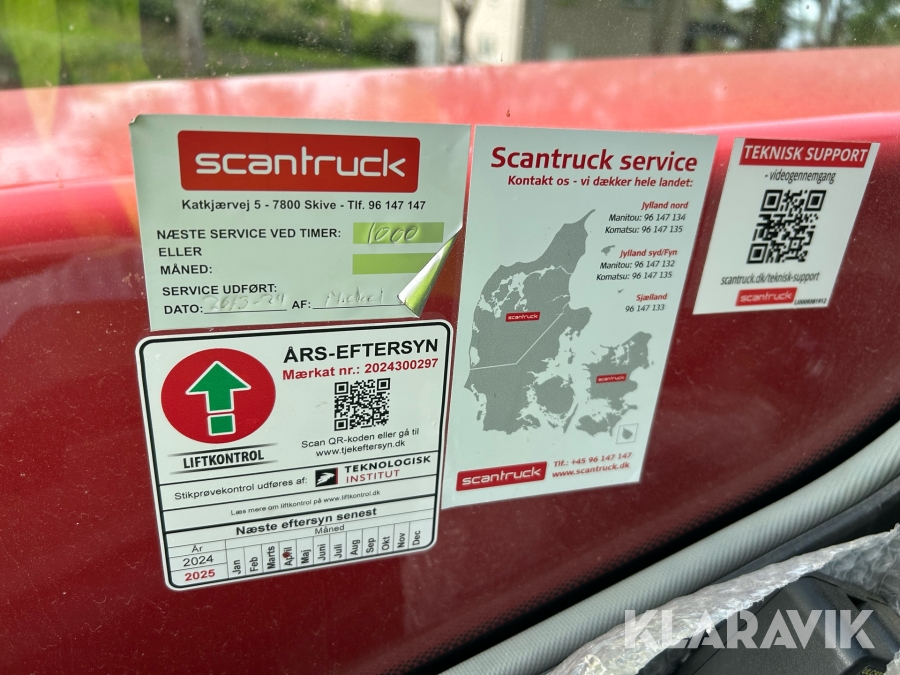 scantruck
Katkjærvej 5 - 7800 Skive - Tlf. 96 147 147
NÆSTE SERVICE VED TIMER: 1000
ELLER
MÅNED:
SERVICE UDFØRT:
DATO: AF:
ÅRS-EFTERSYN
Mærkat nr.: 2024300297
Scan QR-koden eller gå til
www.tjekeftersyn.dk
LIFTKONTROL
Stikprøvekontrol udføres af: TEKNOLOGISK
INSTITUT
Læs mere om liftkontrol på www.liftkontrol.dk
Næste eftersyn senest
År Måned
2024
2025
Jan Feb Marts April Maj Juni Juli Aug Sep Okt Nov Dec
Scantruck service
Kontakt os - vi dækker hele landet:
Jylland nord
Manitou: 96 147 134
Komatsu: 96 147 135
Jylland syd/Fyn
Manitou: 96 147 132
Komatsu: 96 147 135
Sjælland
96 147 133
scantruck
scantruck
scantruck
Tlf.: +45 96 147 147
www.scantruck.dk
TEKNISK SUPPORT
- videogennemgang
scantruck.dk/teknisk-support
scantruck
KLARAVIK